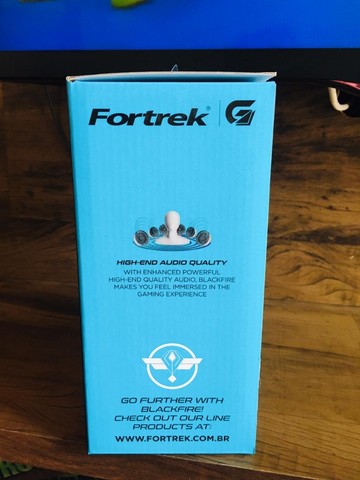 Fortrek® G
HIGH-END AUDIO QUALITY
WITH ENHANCED POWERFUL
HIGH-END QUALITY AUDIO, BLACKFIRE
MAKES YOU FEEL IMMERSED IN THE
GAMING EXPERIENCE
GO FURTHER WITH
BLACKFIRE!
CHECK OUT OUR LINE
PRODUCTS AT:
WWW.FORTREK.COM.BR